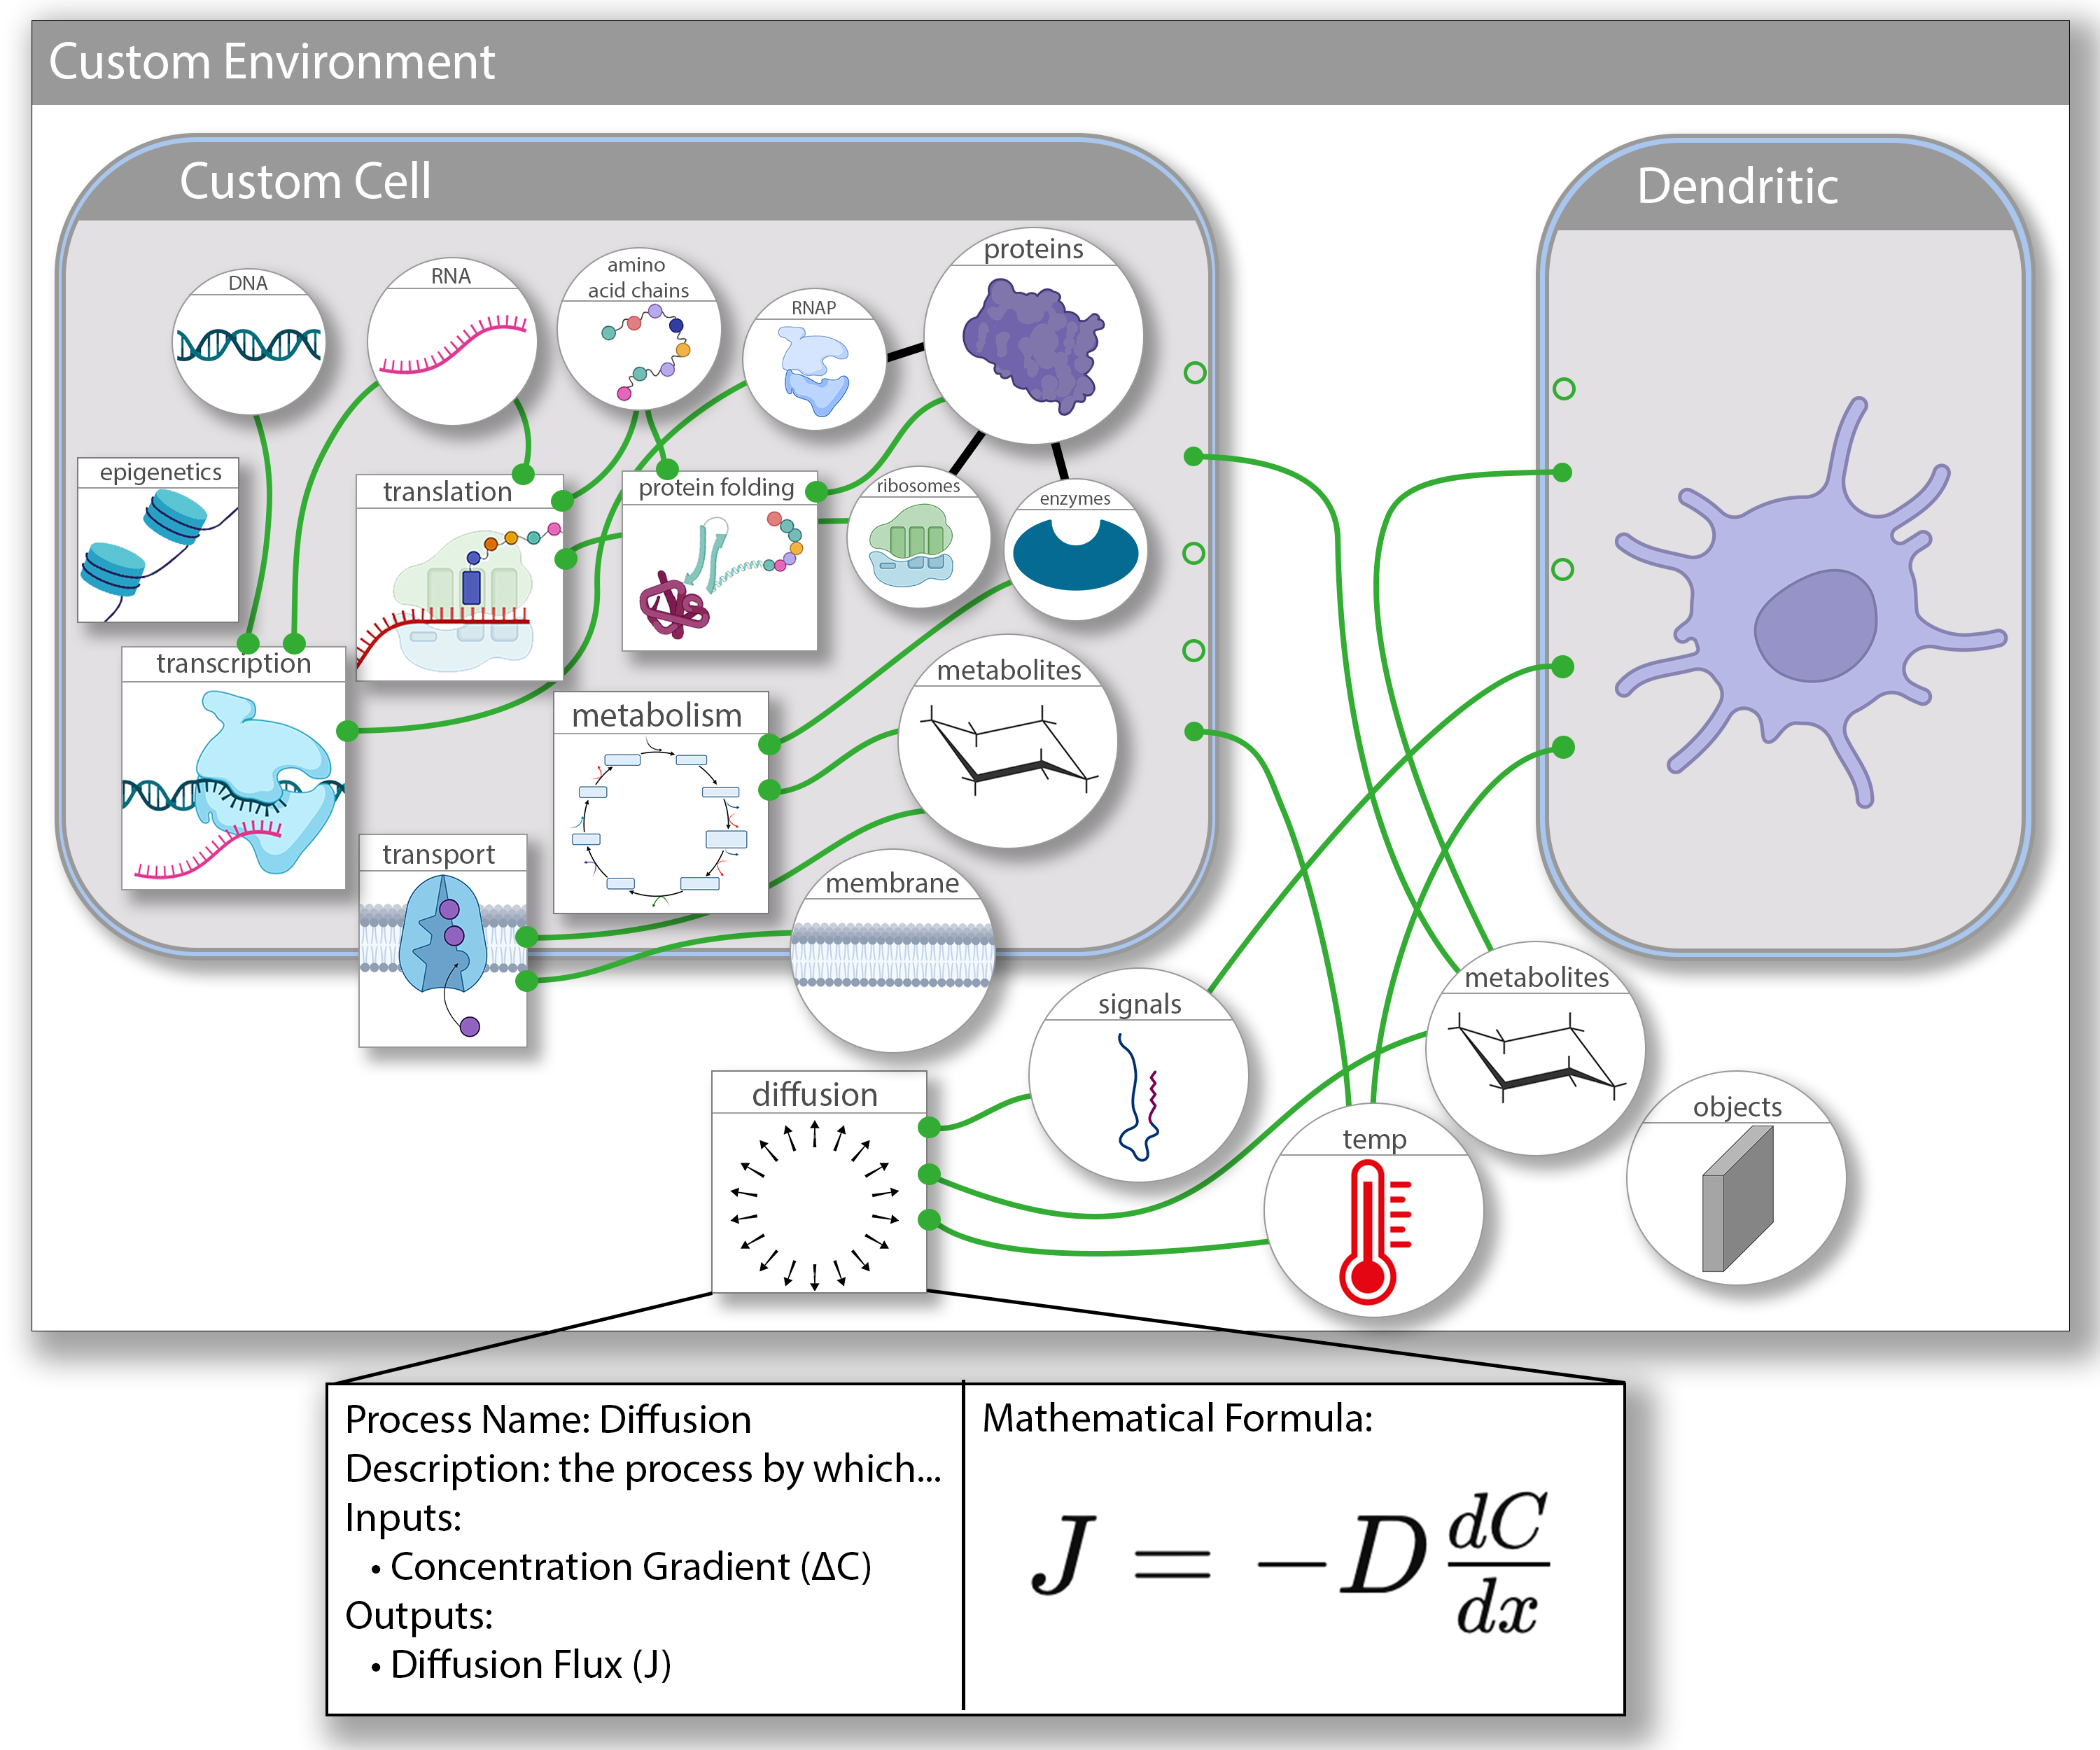 Custom Environment
Custom Cell
Dendritic
DNA
RNA
amino
acid chains
RNAP
proteins
epigenetics
translation
protein folding
ribosomes
enzymes
transcription
metabolism
metabolites
transport
membrane
signals
metabolites
diffusion
temp
objects
Process Name: Diffusion
Description: the process by which...
Inputs:
• Concentration Gradient (ΔC)
Outputs:
• Diffusion Flux (J)
Mathematical Formula:
J = −D dC/dx